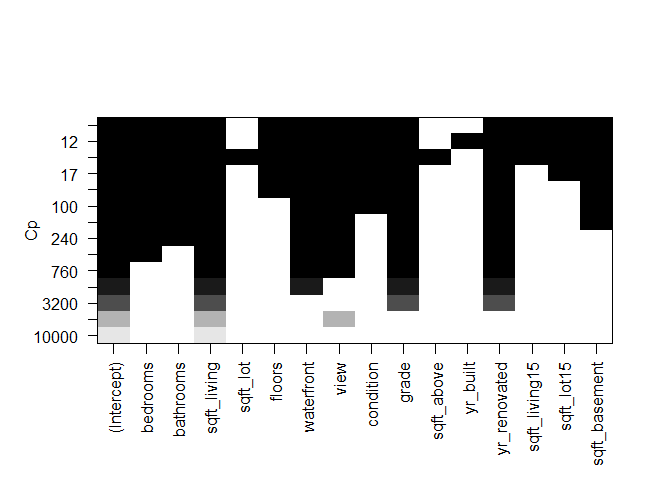 Cp
12
17
100
240
760
3200
10000
(Intercept)
bedrooms
bathrooms
sqft_living
sqft_lot
floors
waterfront
view
condition
grade
sqft_above
yr_built
yr_renovated
sqft_living15
sqft_lot15
sqft_basement